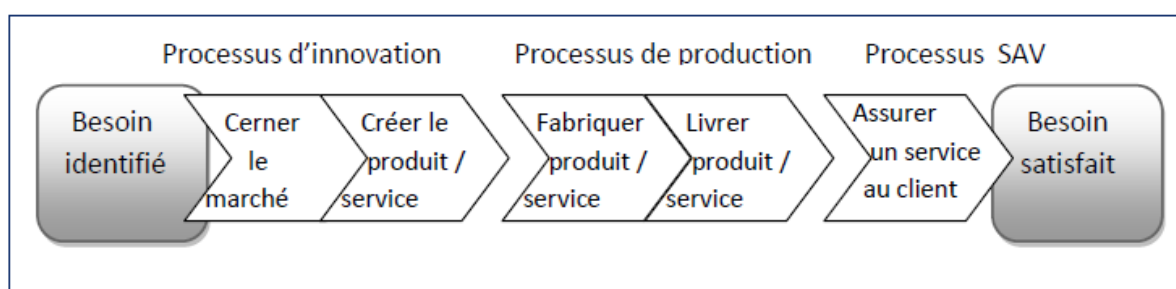 Processus d'innovation
Processus de production
Processus SAV
Besoin
identifié
Cerner
le
marché
Créer le
produit /
service
Fabriquer
produit /
service
Livrer
produit /
service
Assurer
un service
au client
Besoin
satisfait